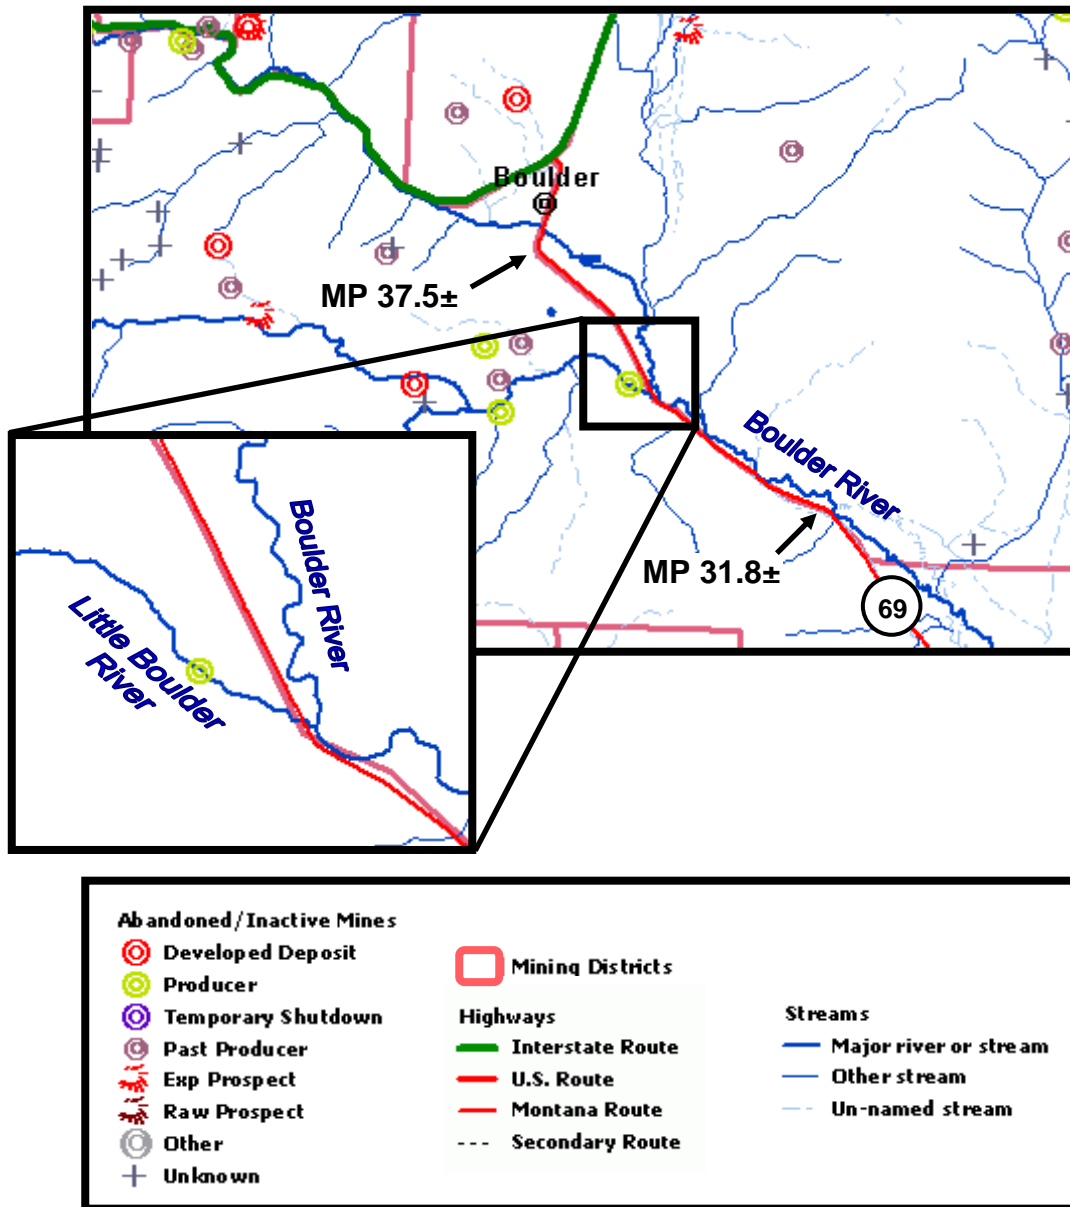 Boulder
MP 37.5±
Boulder River
MP 31.8±
69
Boulder River
Little Boulder
River
Abandoned/Inactive Mines
Developed Deposit
Producer
Temporary Shutdown
Past Producer
Exp Prospect
Raw Prospect
Other
Unknown
Mining Districts
Highways
Interstate Route
U.S. Route
Montana Route
Secondary Route
Streams
Major river or stream
Other stream
Un-named stream